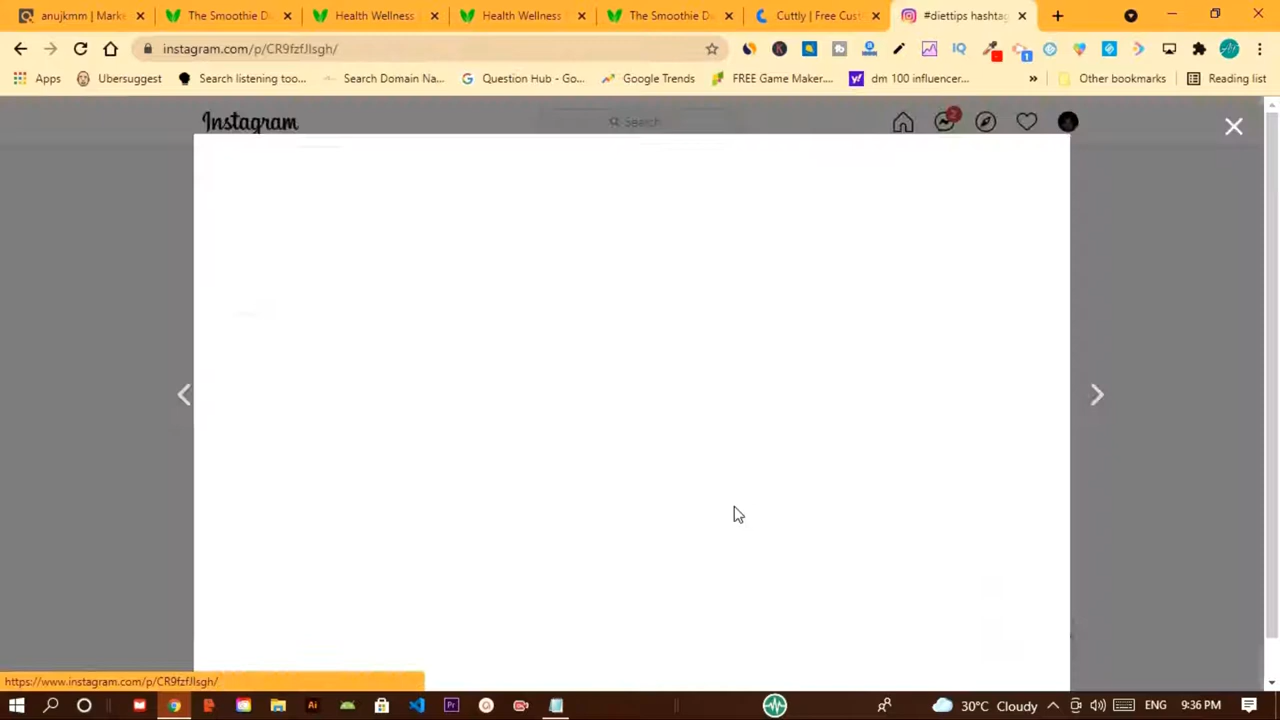 anujkmm | Marke
The Smoothie D
Health Wellness
Health Wellness
The Smoothie D
Cuttly | Free Cust
#diettips hashtag
instagram.com/p/CR9fzfJlsgh/
Apps
Ubersuggest
Search listening too...
Search Domain Na...
Question Hub - Go...
Google Trends
FREE Game Maker....
dm 100 influencer...
Other bookmarks
Reading list
Instagram
Search
2
https://www.instagram.com/p/CR9fzfJlsgh/
30°C Cloudy
ENG
9:36 PM